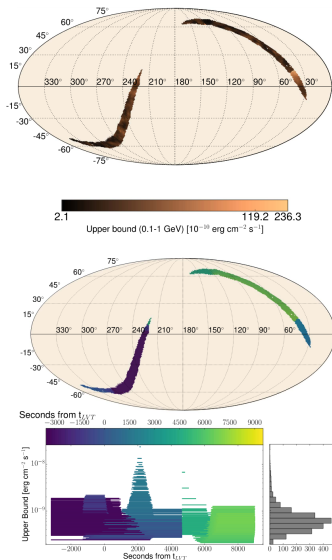 75°
60°
45°
30°
15°
330° 300° 270° 240° 210° 180° 150° 120° 90° 60° 30°
-15°
-30°
-45°
-60°
-75°
2.1 119.2 236.3
Upper bound (0.1-1 GeV) [10⁻¹⁰ erg cm⁻² s⁻¹]
75°
60°
45°
30°
15°
330° 300° 270° 240° 210° 180° 150° 120° 90° 60° 30°
-15°
-30°
-45°
-60°
-75°
Seconds from t_LVT
-3000 -1500 0 1500 3000 4500 6000 7500 9000
Upper Bound [erg cm⁻² s⁻¹]
10⁻⁸
10⁻⁹
-2000 0 2000 4000 6000 8000
Seconds from t_LVT
0 100 200 300